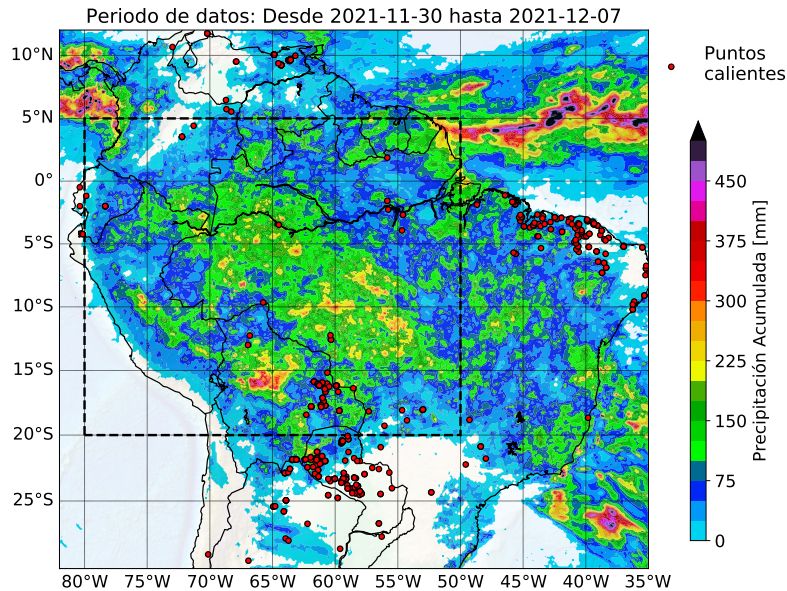 Periodo de datos: Desde 2021-11-30 hasta 2021-12-07
Puntos
calientes
10°N
5°N
0°
5°S
10°S
15°S
20°S
25°S
80°W 75°W 70°W 65°W 60°W 55°W 50°W 45°W 40°W 35°W
450
375
300
225
150
75
0
Precipitación Acumulada [mm]